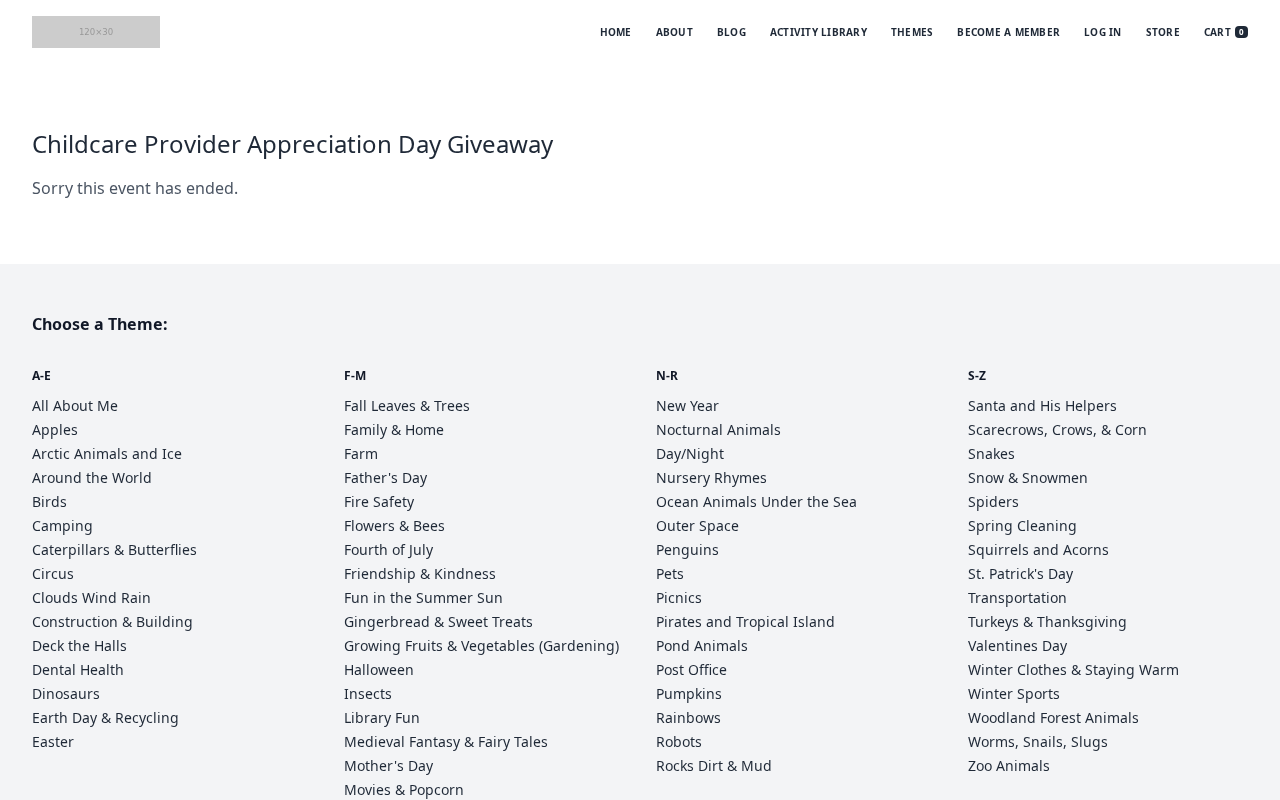 120×30
HOME ABOUT BLOG ACTIVITY LIBRARY THEMES BECOME A MEMBER LOG IN STORE CART 0
Childcare Provider Appreciation Day Giveaway
Sorry this event has ended.
Choose a Theme:
A-E
All About Me
Apples
Arctic Animals and Ice
Around the World
Birds
Camping
Caterpillars & Butterflies
Circus
Clouds Wind Rain
Construction & Building
Deck the Halls
Dental Health
Dinosaurs
Earth Day & Recycling
Easter
F-M
Fall Leaves & Trees
Family & Home
Farm
Father's Day
Fire Safety
Flowers & Bees
Fourth of July
Friendship & Kindness
Fun in the Summer Sun
Gingerbread & Sweet Treats
Growing Fruits & Vegetables (Gardening)
Halloween
Insects
Library Fun
Medieval Fantasy & Fairy Tales
Mother's Day
Movies & Popcorn
N-R
New Year
Nocturnal Animals
Day/Night
Nursery Rhymes
Ocean Animals Under the Sea
Outer Space
Penguins
Pets
Picnics
Pirates and Tropical Island
Pond Animals
Post Office
Pumpkins
Rainbows
Robots
Rocks Dirt & Mud
S-Z
Santa and His Helpers
Scarecrows, Crows, & Corn
Snakes
Snow & Snowmen
Spiders
Spring Cleaning
Squirrels and Acorns
St. Patrick's Day
Transportation
Turkeys & Thanksgiving
Valentines Day
Winter Clothes & Staying Warm
Winter Sports
Woodland Forest Animals
Worms, Snails, Slugs
Zoo Animals